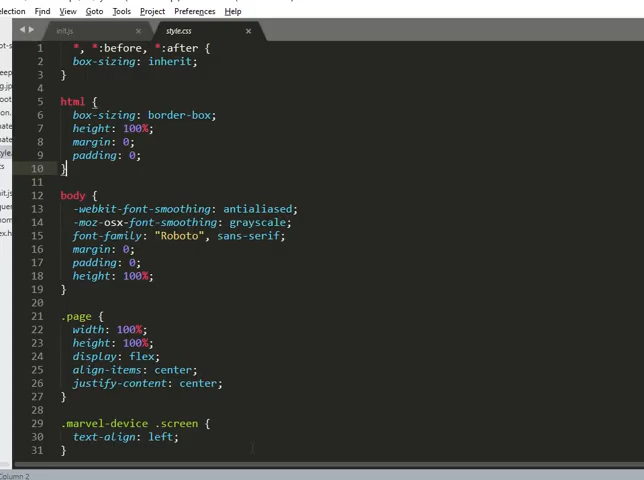 election Find View Goto Tools Project Preferences Help
init.js × style.css ×
1 *, *:before, *:after {
2 box-sizing: inherit;
3 }
4
5 html {
6 box-sizing: border-box;
7 height: 100%;
8 margin: 0;
9 padding: 0;
10 }
11
12 body {
13 -webkit-font-smoothing: antialiased;
14 -moz-osx-font-smoothing: grayscale;
15 font-family: "Roboto", sans-serif;
16 margin: 0;
17 padding: 0;
18 height: 100%;
19 }
20
21 .page {
22 width: 100%;
23 height: 100%;
24 display: flex;
25 align-items: center;
26 justify-content: center;
27 }
28
29 .marvel-device .screen {
30 text-align: left;
31 }
Column 2